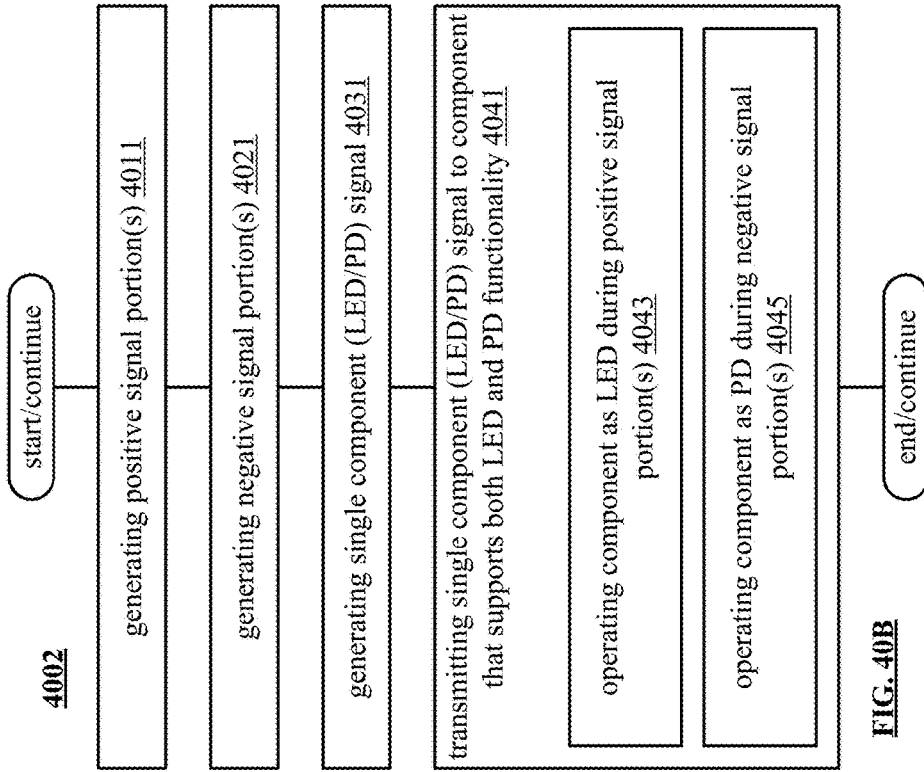 4002
start/continue
generating positive signal portion(s) 4011
generating negative signal portion(s) 4021
generating single component (LED/PD) signal 4031
transmitting single component (LED/PD) signal to component
that supports both LED and PD functionality 4041
operating component as LED during positive signal
portion(s) 4043
operating component as PD during negative signal
portion(s) 4045
end/continue
FIG. 40B